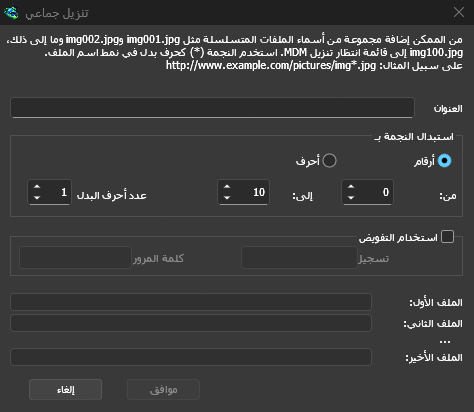 تنزيل جماعي
من الممكن إضافة مجموعة من أسماء الملفات المتسلسلة مثل img001.jpg وimg002.jpg وما إلى ذلك،
img100.jpg إلى قائمة انتظار تنزيل MDM. استخدم النجمة (*) كحرف بدل في نمط اسم الملف.
على سبيل المثال: http://www.example.com/pictures/img*.jpg
العنوان
استبدال النجمة بـ
أرقام أحرف
من: 0 إلى: 10 عدد أحرف البدل 1
استخدام التفويض
تسجيل كلمة المرور
الملف الأول:
الملف الثاني:
...
الملف الأخير:
موافق إلغاء